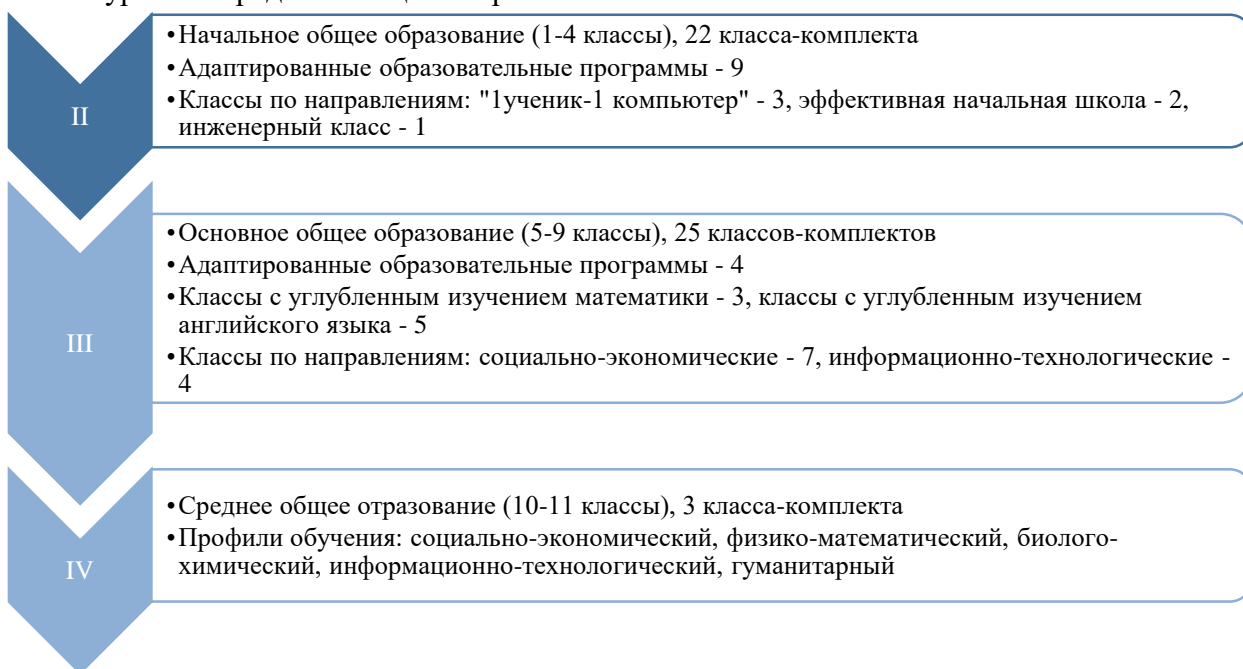 II
•Начальное общее образование (1-4 классы), 22 класса-комплекта
•Адаптированные образовательные программы - 9
•Классы по направлениям: "1ученик-1 компьютер" - 3, эффективная начальная школа - 2,
инженерный класс - 1
III
•Основное общее образование (5-9 классы), 25 классов-комплектов
•Адаптированные образовательные программы - 4
•Классы с углубленным изучением математики - 3, классы с углубленным изучением
английского языка - 5
•Классы по направлениям: социально-экономические - 7, информационно-технологические -
4
IV
•Среднее общее отразование (10-11 классы), 3 класса-комплекта
•Профили обучения: социально-экономический, физико-математический, биолого-
химический, информационно-технологический, гуманитарный